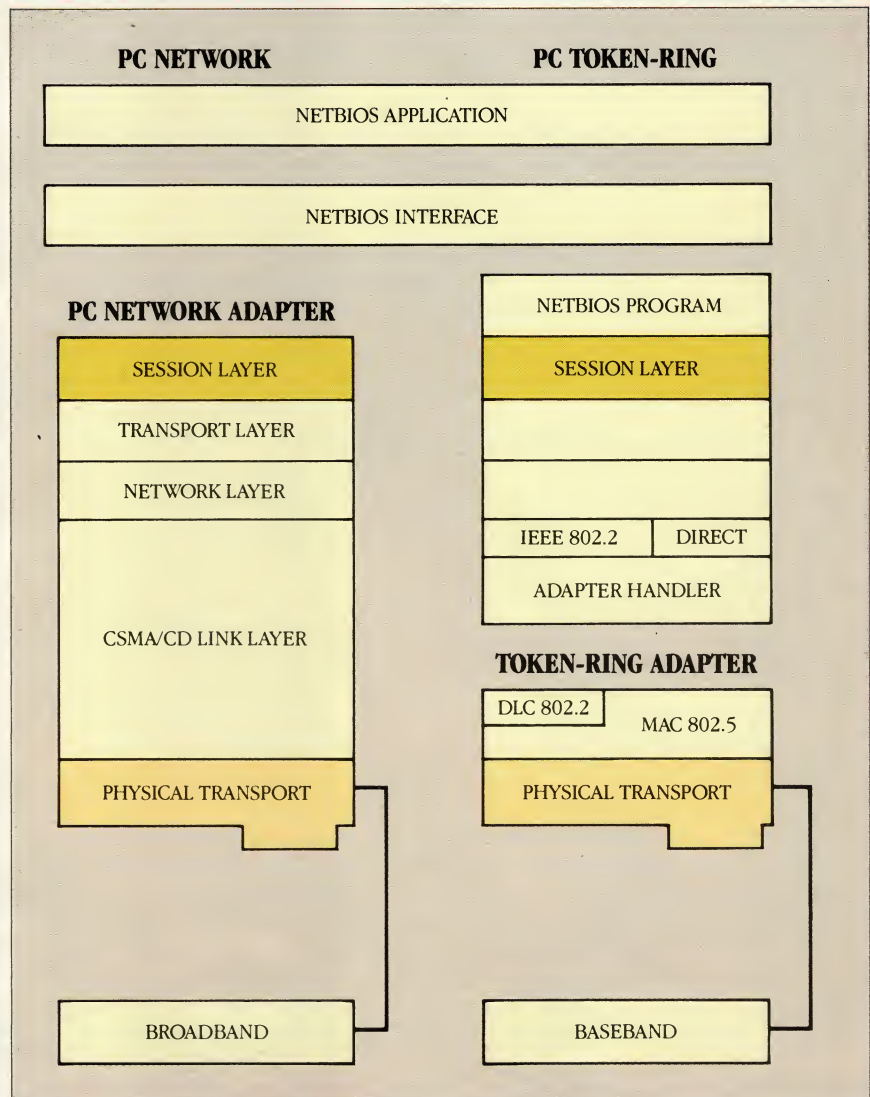 PC NETWORK
PC TOKEN-RING
NETBIOS APPLICATION
NETBIOS INTERFACE
PC NETWORK ADAPTER
SESSION LAYER
TRANSPORT LAYER
NETWORK LAYER
CSMA/CD LINK LAYER
PHYSICAL TRANSPORT
BROADBAND
NETBIOS PROGRAM
SESSION LAYER
IEEE 802.2
DIRECT
ADAPTER HANDLER
TOKEN-RING ADAPTER
DLC 802.2
MAC 802.5
PHYSICAL TRANSPORT
BASEBAND